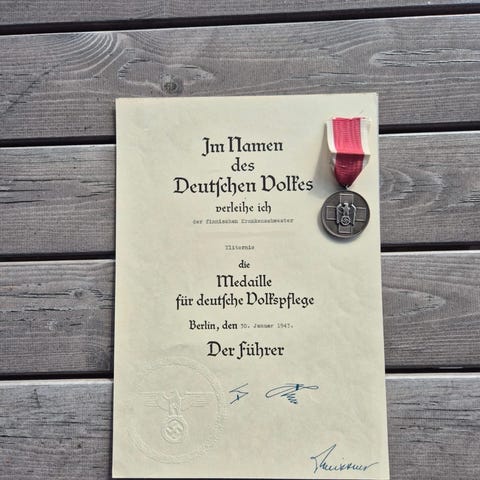 Im Namen
des
Deutschen Volkes
verleihe ich
der finnischen Krankenschwester
die
Medaille
für deutsche Volkspflege
Berlin, den 30. Januar 1943.
Der Führer